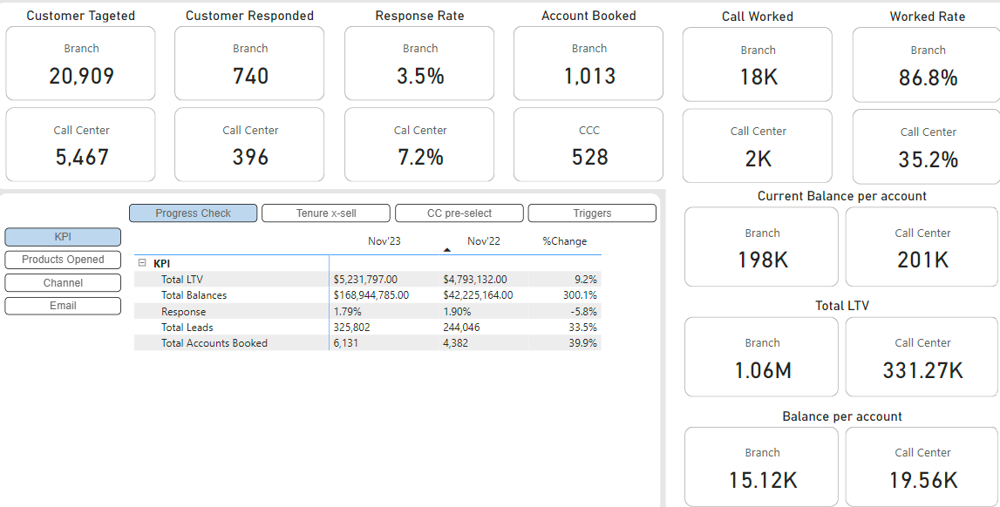 Customer Tageted Customer Responded Response Rate Account Booked Call Worked Worked Rate
Branch Branch Branch Branch Branch Branch
20,909 740 3.5% 1,013 18K 86.8%
Call Center Call Center Cal Center CCC Call Center Call Center
5,467 396 7.2% 528 2K 35.2%
Progress Check Tenure x-sell CC pre-select Triggers
KPI
Products Opened
Channel
Email
Nov'23 Nov'22 %Change
KPI
Total LTV $5,231,797.00 $4,793,132.00 9.2%
Total Balances $168,944,785.00 $42,225,164.00 300.1%
Response 1.79% 1.90% -5.8%
Total Leads 325,802 244,046 33.5%
Total Accounts Booked 6,131 4,382 39.9%
Current Balance per account
Branch Call Center
198K 201K
Total LTV
Branch Call Center
1.06M 331.27K
Balance per account
Branch Call Center
15.12K 19.56K